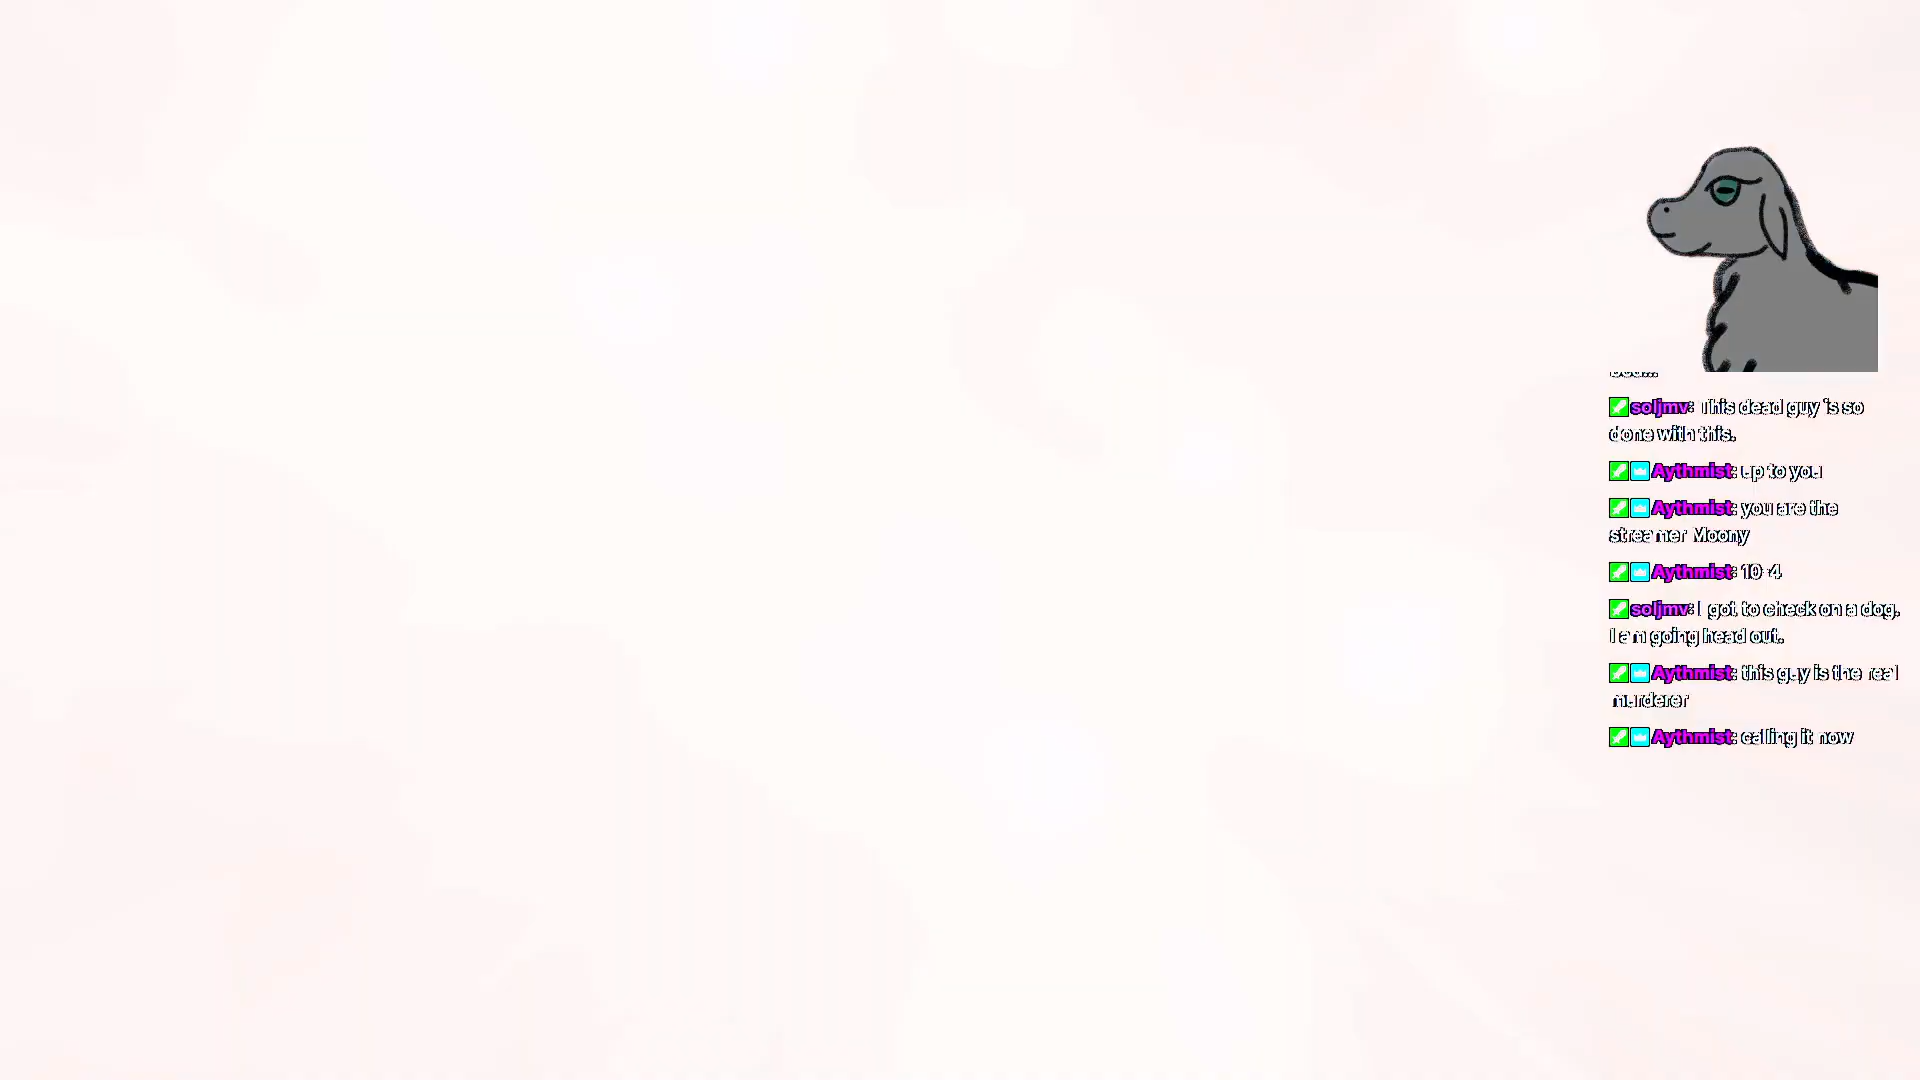 soljmv: This dead guy is so
done with this.
Aythmist: up to you
Aythmist: you are the
streamer Moony
Aythmist: 10-4
soljmv: I got to check on a dog.
I am going head out.
Aythmist: this guy is the real
murderer
Aythmist: calling it now